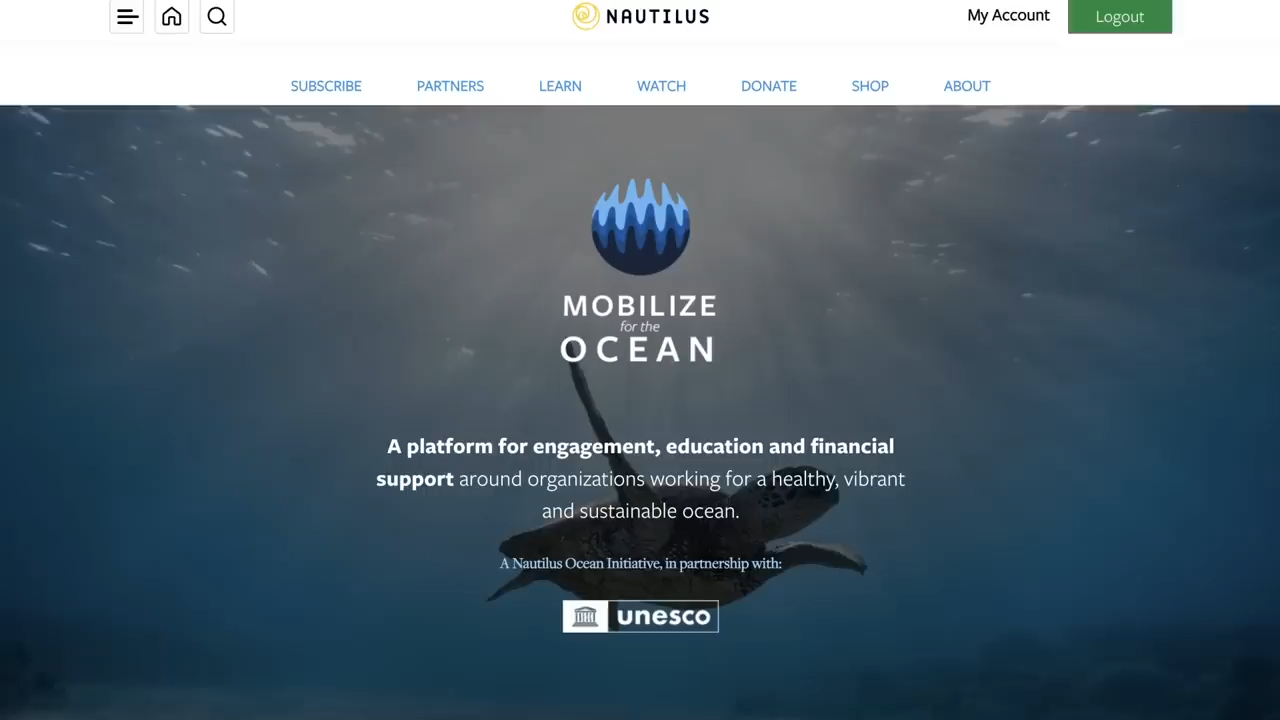 NAUTILUS
My Account
Logout
SUBSCRIBE
PARTNERS
LEARN
WATCH
DONATE
SHOP
ABOUT
MOBILIZE
for the
OCEAN
A platform for engagement, education and financial
support around organizations working for a healthy, vibrant
and sustainable ocean.
A Nautilus Ocean Initiative, in partnership with:
unesco